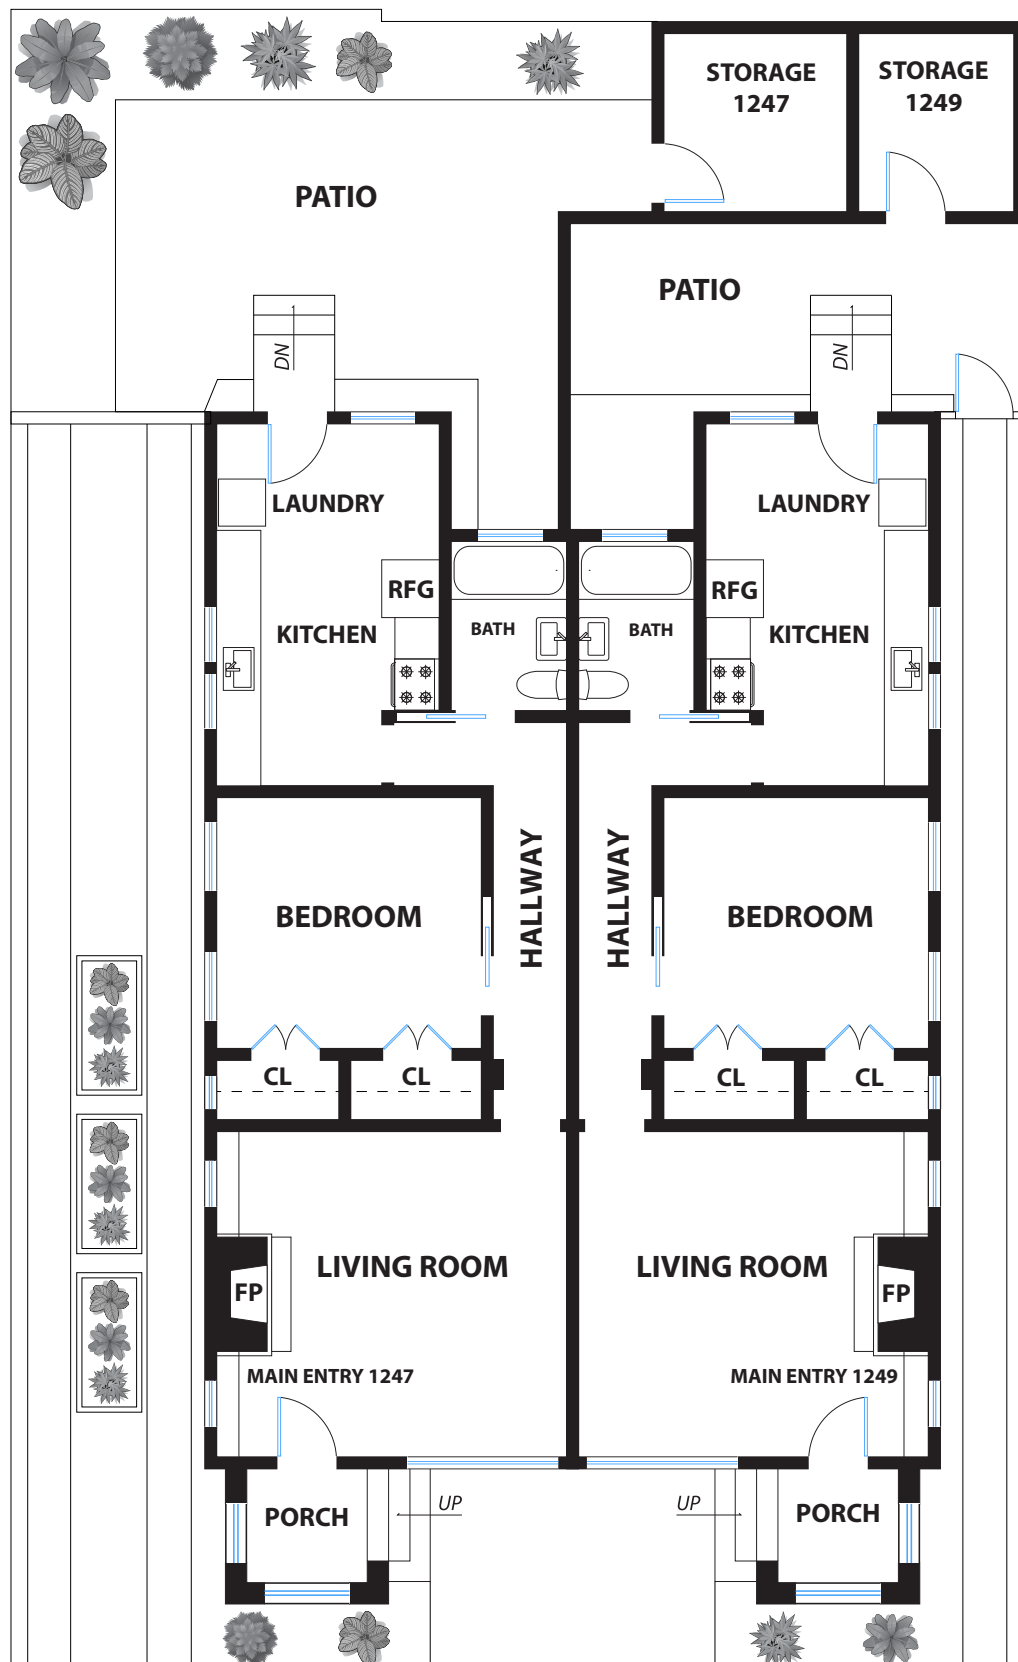 STORAGE
1247
STORAGE
1249
PATIO
PATIO
DN
DN
LAUNDRY
LAUNDRY
RFG
RFG
KITCHEN
BATH
BATH
KITCHEN
HALLWAY
HALLWAY
BEDROOM
BEDROOM
CL
CL
CL
CL
LIVING ROOM
LIVING ROOM
FP
FP
MAIN ENTRY 1247
MAIN ENTRY 1249
PORCH
UP
UP
PORCH